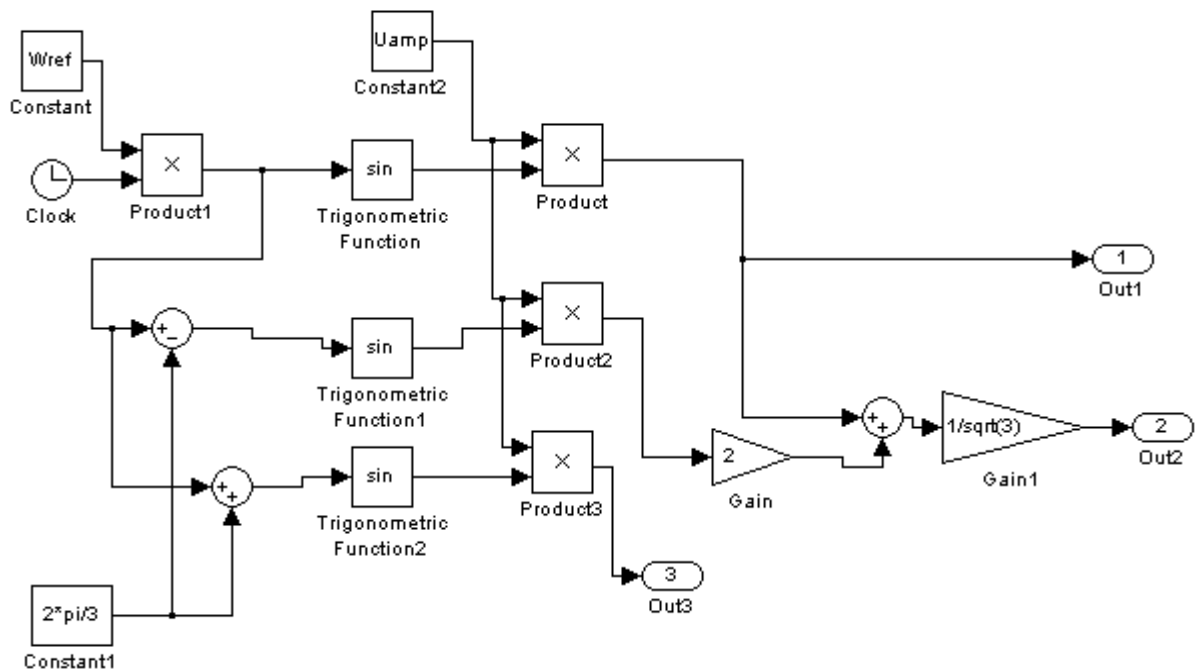 Wref
Constant
Uamp
Constant2
Clock
×
Product1
sin
Trigonometric
Function
×
Product
1
Out1
+
−
sin
Trigonometric
Function1
×
Product2
+
+
sin
Trigonometric
Function2
×
Product3
2
Gain
+
+
1/sqrt(3)
Gain1
2
Out2
3
Out3
2*pi/3
Constant1